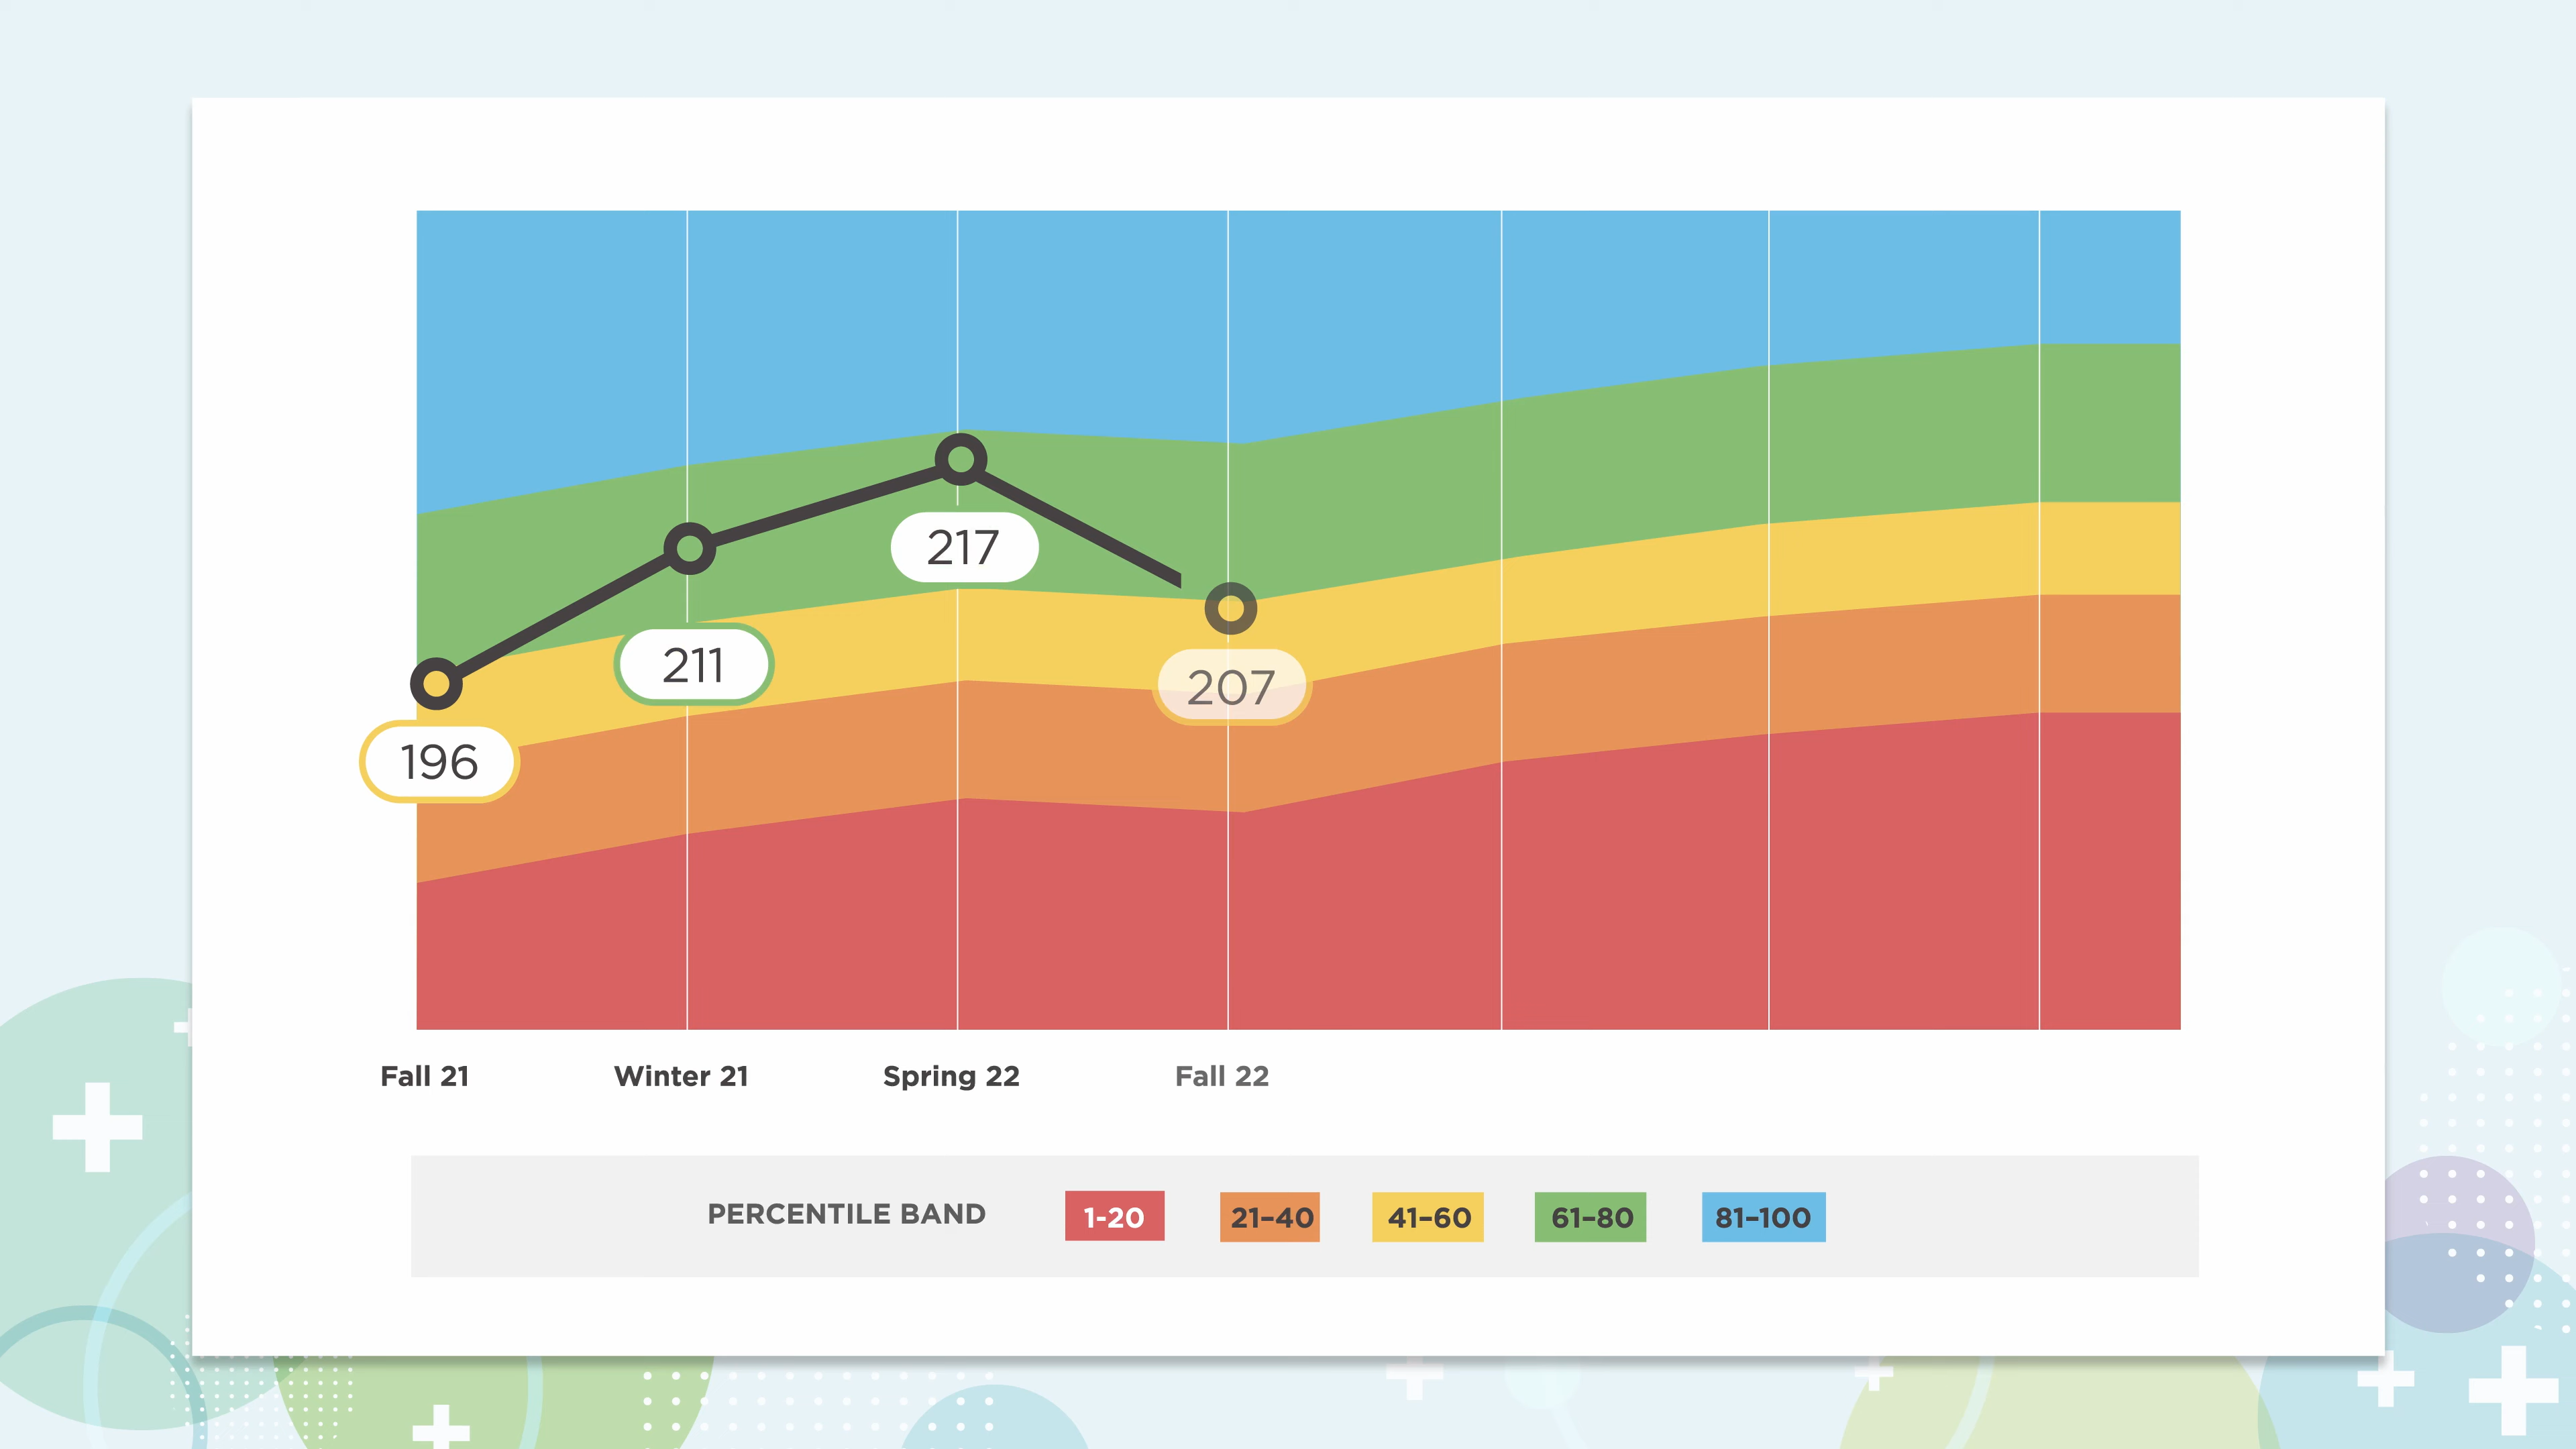 217
211
207
196
Fall 21
Winter 21
Spring 22
Fall 22
PERCENTILE BAND
1-20
21–40
41–60
61–80
81–100